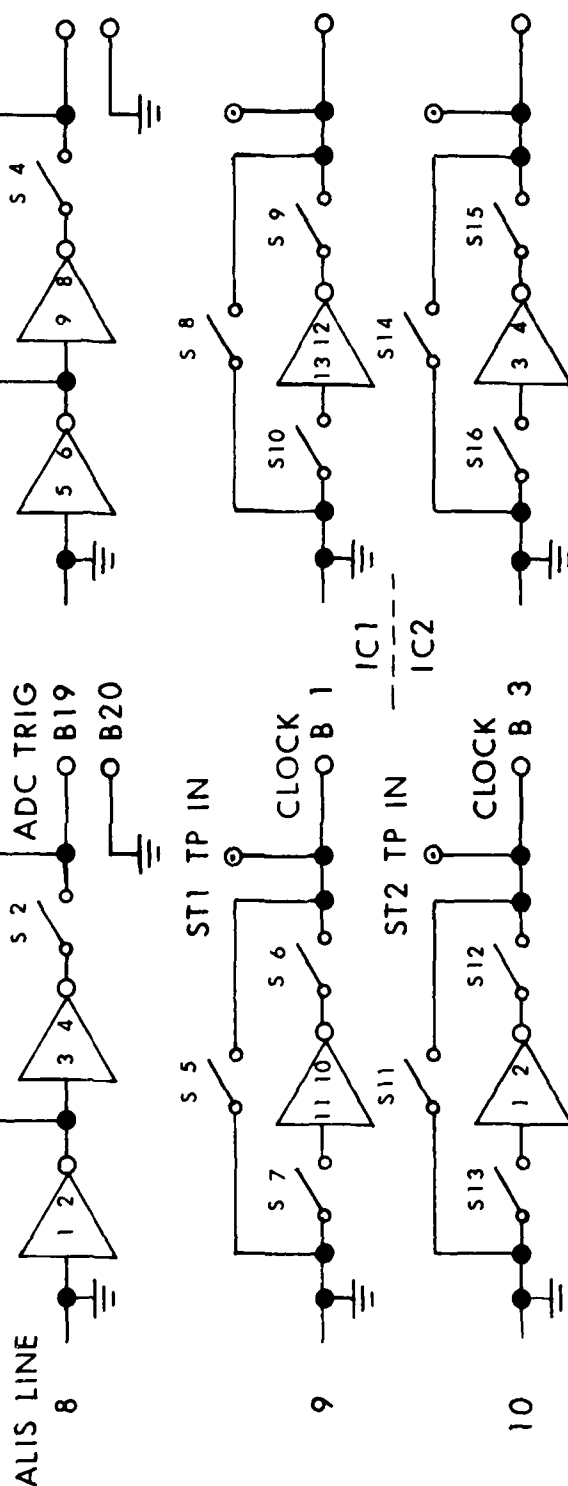 ALIS LINE
8
1 2
3 4
S 2
ADC TRIG
B19
B20
5 6
9 8
S 4
9
S 7
11 10
S 5
S 6
ST1 TP IN
CLOCK
B 1
S10
13 12
S 8
S 9
IC1
IC2
10
S13
1 2
S11
S12
ST2 TP IN
CLOCK
B 3
S16
3 4
S14
S15